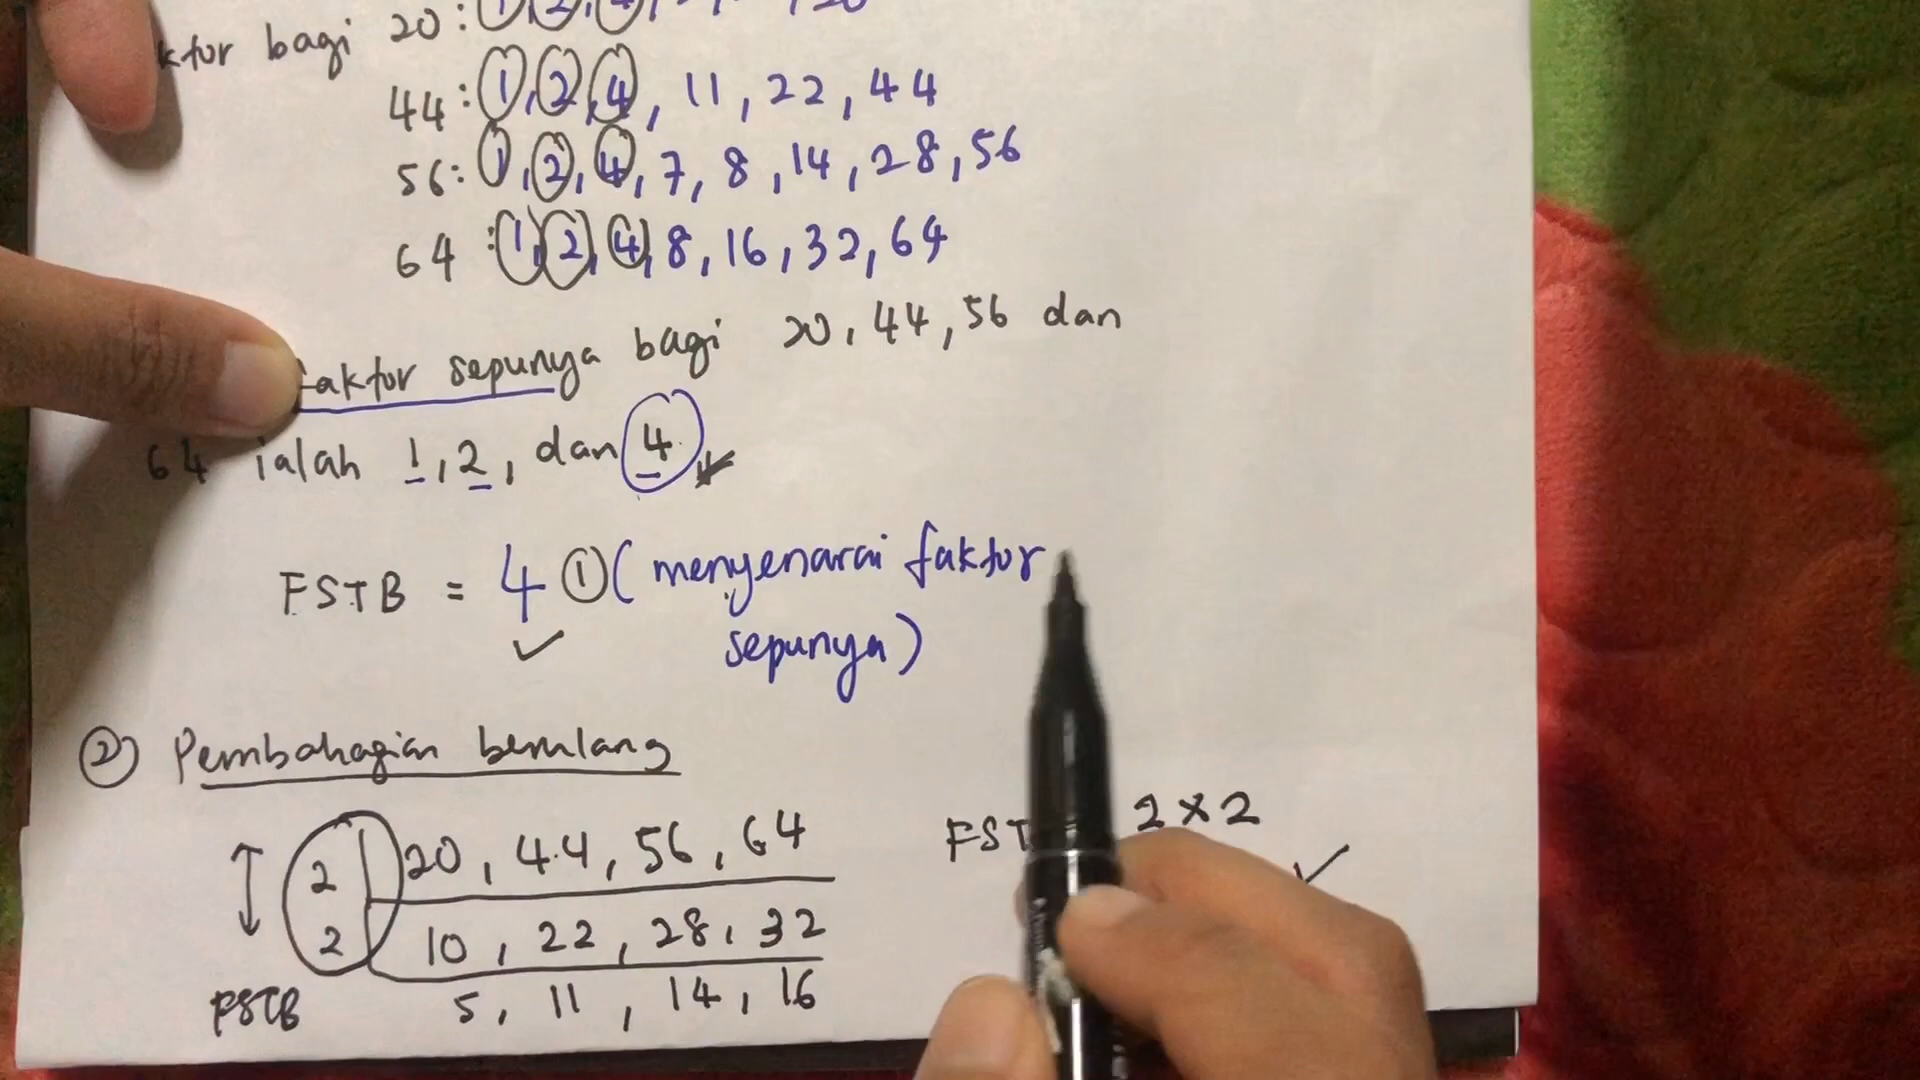 ktor bagi 20: 1, 2, 4,
44: 1, 2, 4, 11, 22, 44
56: 1, 2, 4, 7, 8, 14, 28, 56
64: 1, 2, 4, 8, 16, 32, 64
Faktor sepunya bagi 20, 44, 56 dan
64 ialah 1, 2, dan 4.
FSTB = 4 ① (menyenarai faktor
sepunya)
② Pembahagian berulang
2 | 20, 44, 56, 64
FST 2 × 2
2 10, 22, 28, 32
5, 11, 14, 16
FSTB